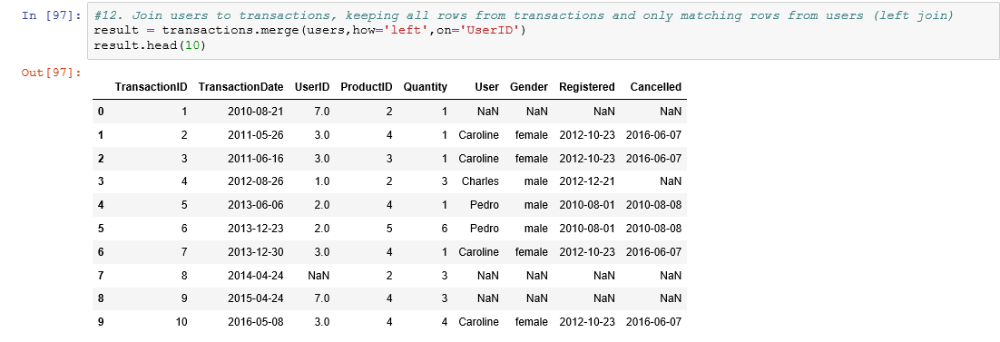 In [97]: #12. Join users to transactions, keeping all rows from transactions and only matching rows from users (left join)
result = transactions.merge(users,how='left',on='UserID')
result.head(10)
Out[97]:
TransactionID TransactionDate UserID ProductID Quantity User Gender Registered Cancelled
0 1 2010-08-21 7.0 2 1 NaN NaN NaN NaN
1 2 2011-05-26 3.0 4 1 Caroline female 2012-10-23 2016-06-07
2 3 2011-06-16 3.0 3 1 Caroline female 2012-10-23 2016-06-07
3 4 2012-08-26 1.0 2 3 Charles male 2012-12-21 NaN
4 5 2013-06-06 2.0 4 1 Pedro male 2010-08-01 2010-08-08
5 6 2013-12-23 2.0 5 6 Pedro male 2010-08-01 2010-08-08
6 7 2013-12-30 3.0 4 1 Caroline female 2012-10-23 2016-06-07
7 8 2014-04-24 NaN 2 3 NaN NaN NaN NaN
8 9 2015-04-24 7.0 4 3 NaN NaN NaN NaN
9 10 2016-05-08 3.0 4 4 Caroline female 2012-10-23 2016-06-07